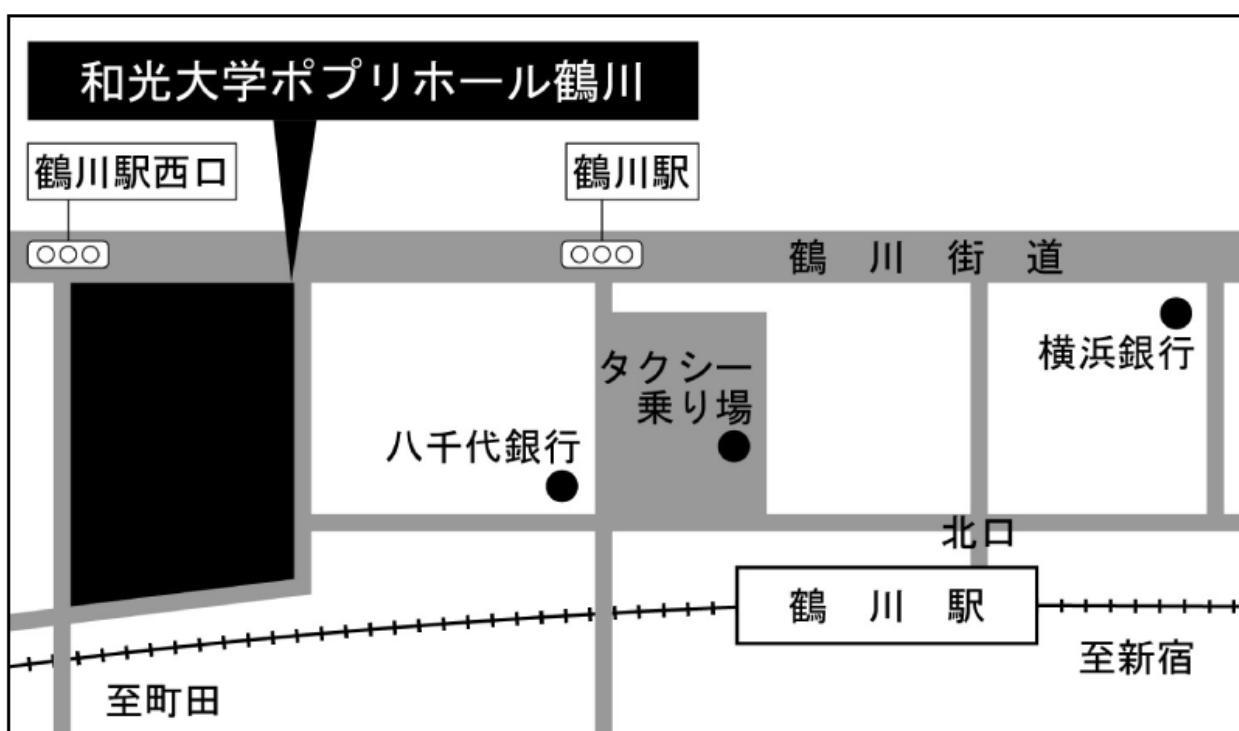 和光大学ポプリホール鶴川
鶴川駅西口
鶴川駅
鶴川街道
横浜銀行
タクシー
乗り場
八千代銀行
北口
鶴川駅
至新宿
至町田